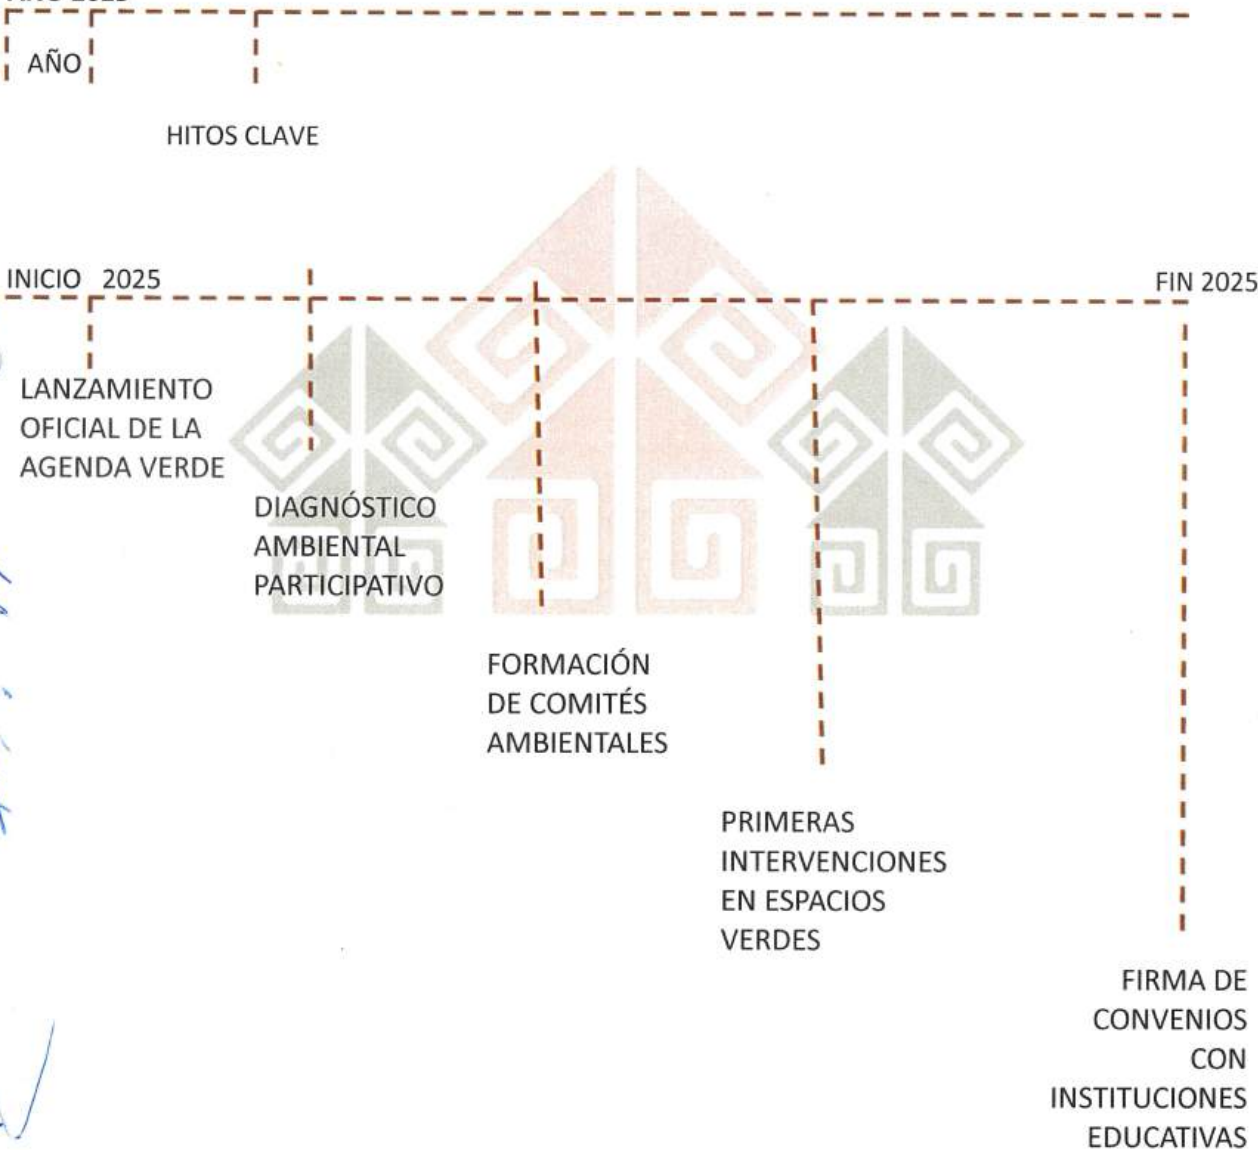 AÑO
HITOS CLAVE
INICIO 2025
FIN 2025
LANZAMIENTO
OFICIAL DE LA
AGENDA VERDE
DIAGNÓSTICO
AMBIENTAL
PARTICIPATIVO
FORMACIÓN
DE COMITÉS
AMBIENTALES
PRIMERAS
INTERVENCIONES
EN ESPACIOS
VERDES
FIRMA DE
CONVENIOS
CON
INSTITUCIONES
EDUCATIVAS